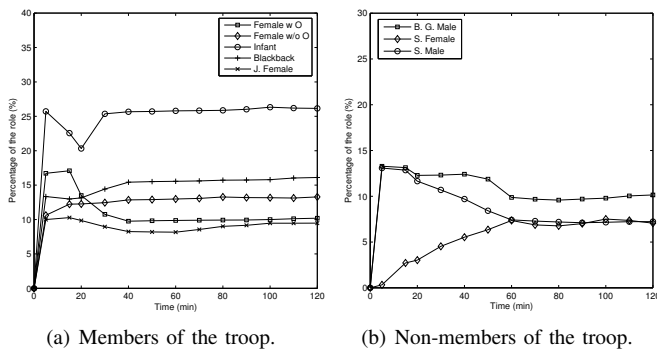 40
35
30
25
20
15
10
5
0
Percentage of the role (%)
0 20 40 60 80 100 120
Time (min)
Female w O
Female w/o O
Infant
Blackback
J. Female
(a) Members of the troop.
30
25
20
15
10
5
0
Percentage of the role (%)
0 20 40 60 80 100 120
Time (min)
B. G. Male
S. Female
S. Male
(b) Non-members of the troop.